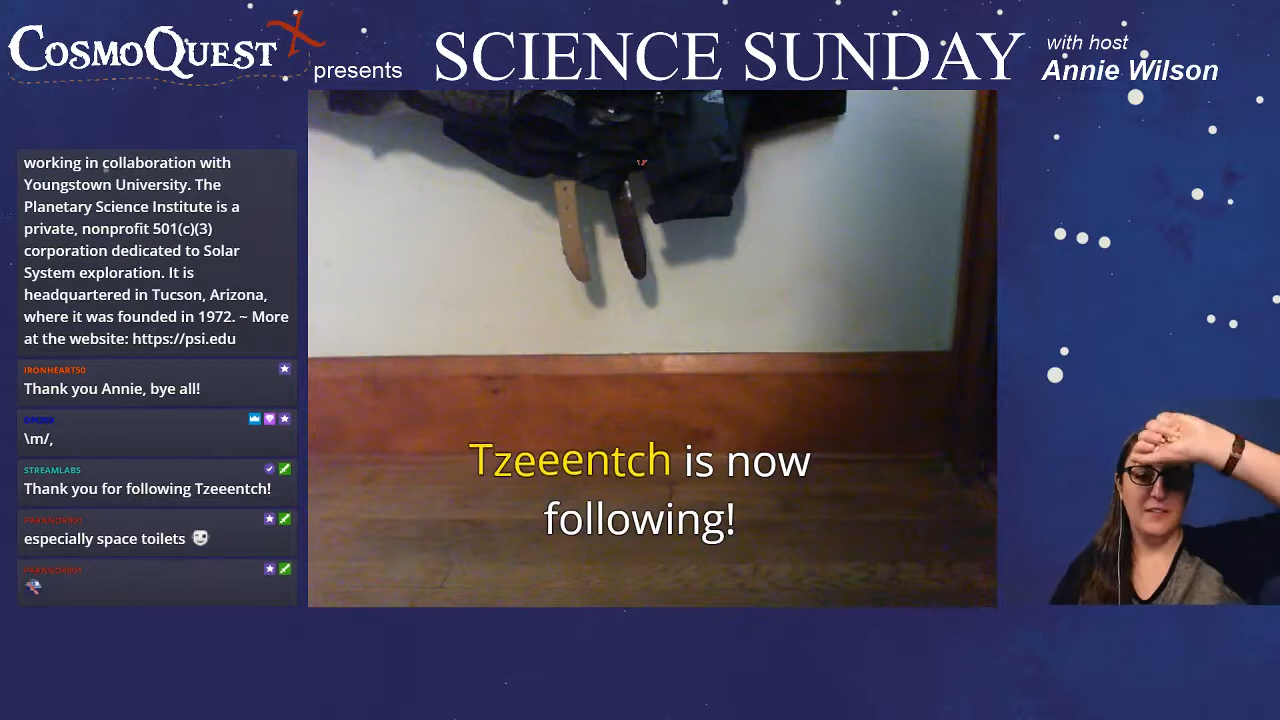 CosmoQuest X
presents
SCIENCE SUNDAY
with host
Annie Wilson
working in collaboration with
Youngstown University. The
Planetary Science Institute is a
private, nonprofit 501(c)(3)
corporation dedicated to Solar
System exploration. It is
headquartered in Tucson, Arizona,
where it was founded in 1972. ~ More
at the website: https://psi.edu
IRONHEART50
Thank you Annie, bye all!
\m/,
STREAMLABS
Thank you for following Tzeeentch!
especially space toilets
Tzeeentch is now
following!